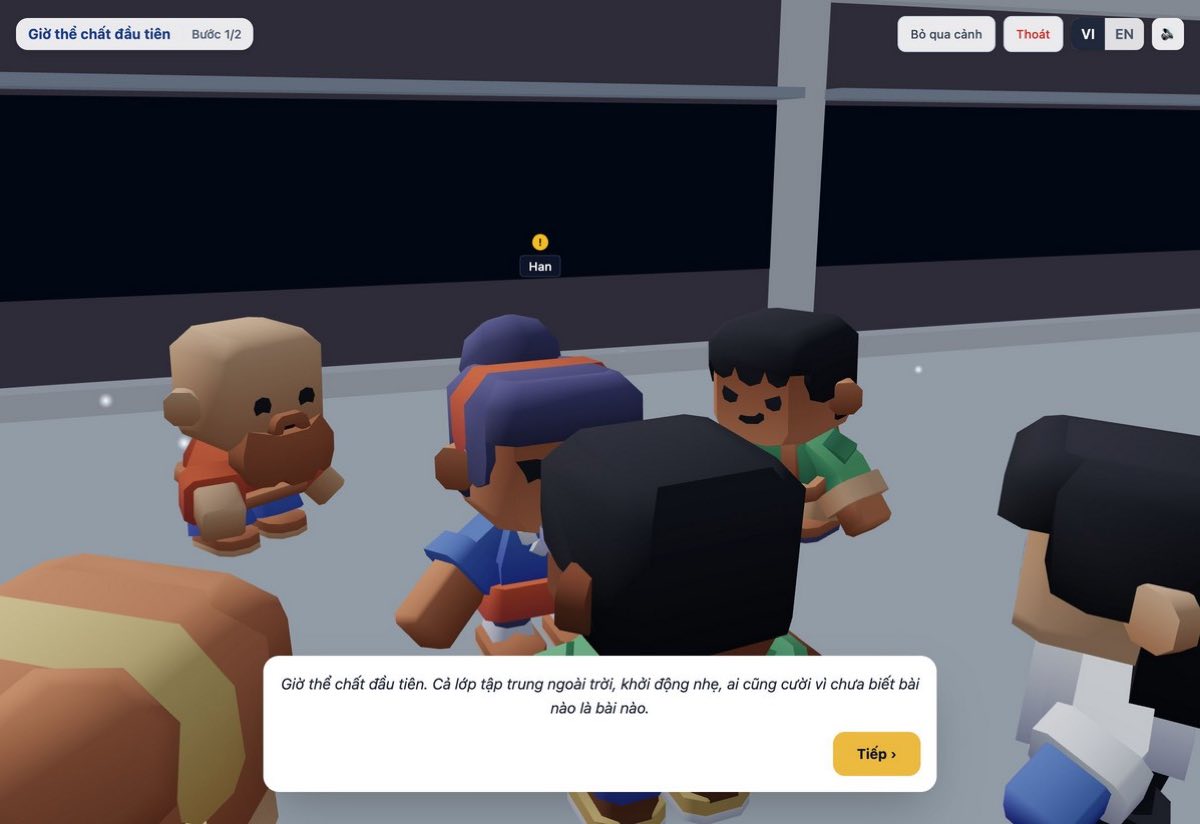 Giờ thể chất đầu tiên
Bước 1/2
Bỏ qua cảnh
Thoát
VI
EN
!
Han
Giờ thể chất đầu tiên. Cả lớp tập trung ngoài trời, khởi động nhẹ, ai cũng cười vì chưa biết bài
nào là bài nào.
Tiếp ›